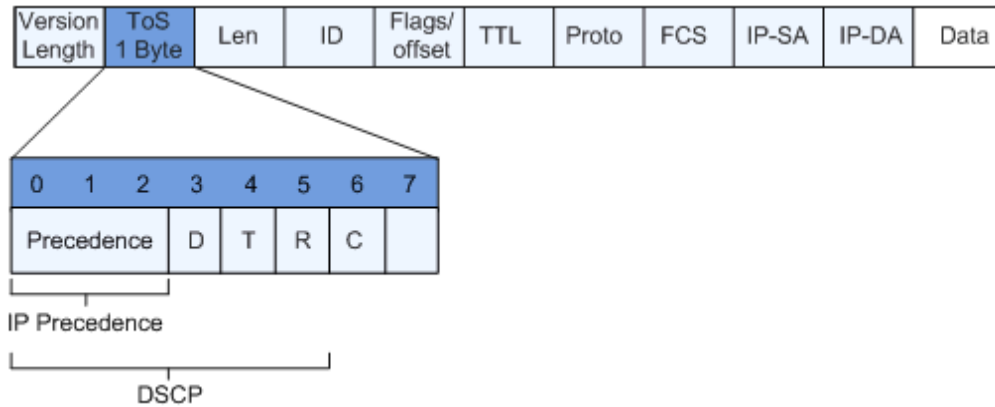 Version Length ToS 1 Byte Len ID Flags/ offset TTL Proto FCS IP-SA IP-DA Data
0 1 2 3 4 5 6 7
Precedence D T R C
IP Precedence
DSCP